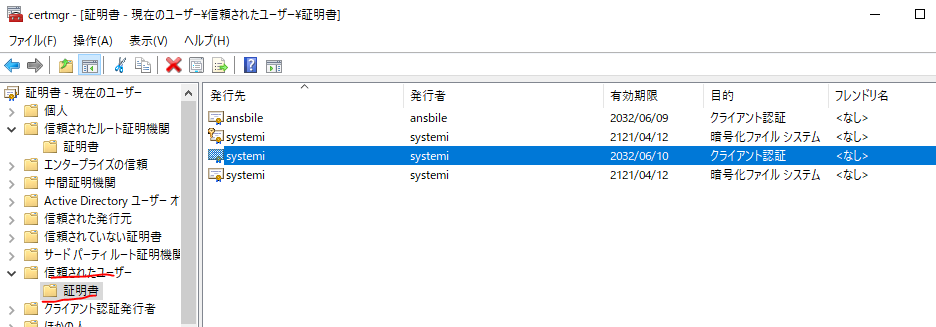 certmgr - [証明書 - 現在のユーザー¥信頼されたユーザー¥証明書]
ファイル(F) 操作(A) 表示(V) ヘルプ(H)
証明書 - 現在のユーザー
個人
信頼されたルート証明機関
証明書
エンタープライズの信頼
中間証明機関
Active Directory ユーザー オ
信頼された発行元
信頼されていない証明書
サード パーティ ルート証明機関
信頼されたユーザー
証明書
クライアント認証発行者
ほかの人
発行先 発行者 有効期限 目的 フレンドリ名
ansbile ansbile 2032/06/09 クライアント認証 <なし>
systemi systemi 2121/04/12 暗号化ファイル システム <なし>
systemi systemi 2032/06/10 クライアント認証 <なし>
systemi systemi 2121/04/12 暗号化ファイル システム <なし>